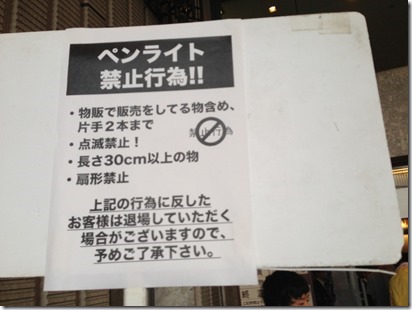 ペンライト
禁止行為!!
・物販で販売をしてる物含め、
片手２本まで
・点滅禁止！
禁止行為
・長さ30cm以上の物
・扇形禁止
上記の行為に反した
お客様は退場していただく
場合がございますので、
予めご了承下さい。